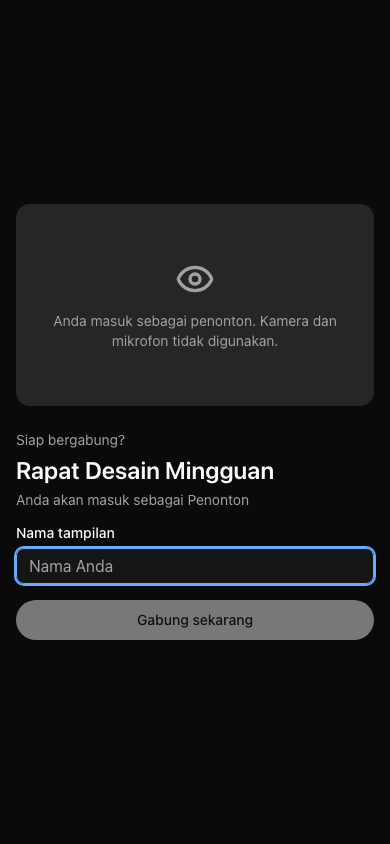 Anda masuk sebagai penonton. Kamera dan
mikrofon tidak digunakan.
Siap bergabung?
Rapat Desain Mingguan
Anda akan masuk sebagai Penonton
Nama tampilan
Nama Anda
Gabung sekarang